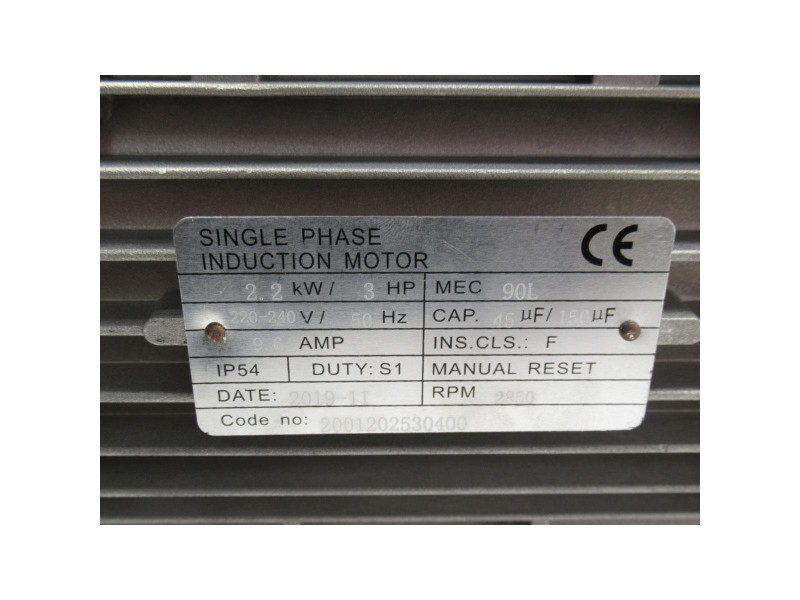 SINGLE PHASE
INDUCTION MOTOR
CE
2.2 kW / 3 HP MEC 90L
220-240 V / 50 Hz CAP. 45 μF/ 150 μF
AMP INS.CLS.: F
IP54 DUTY: S1 MANUAL RESET
DATE: 2019-11 RPM 2850
Code no: 2001202530400